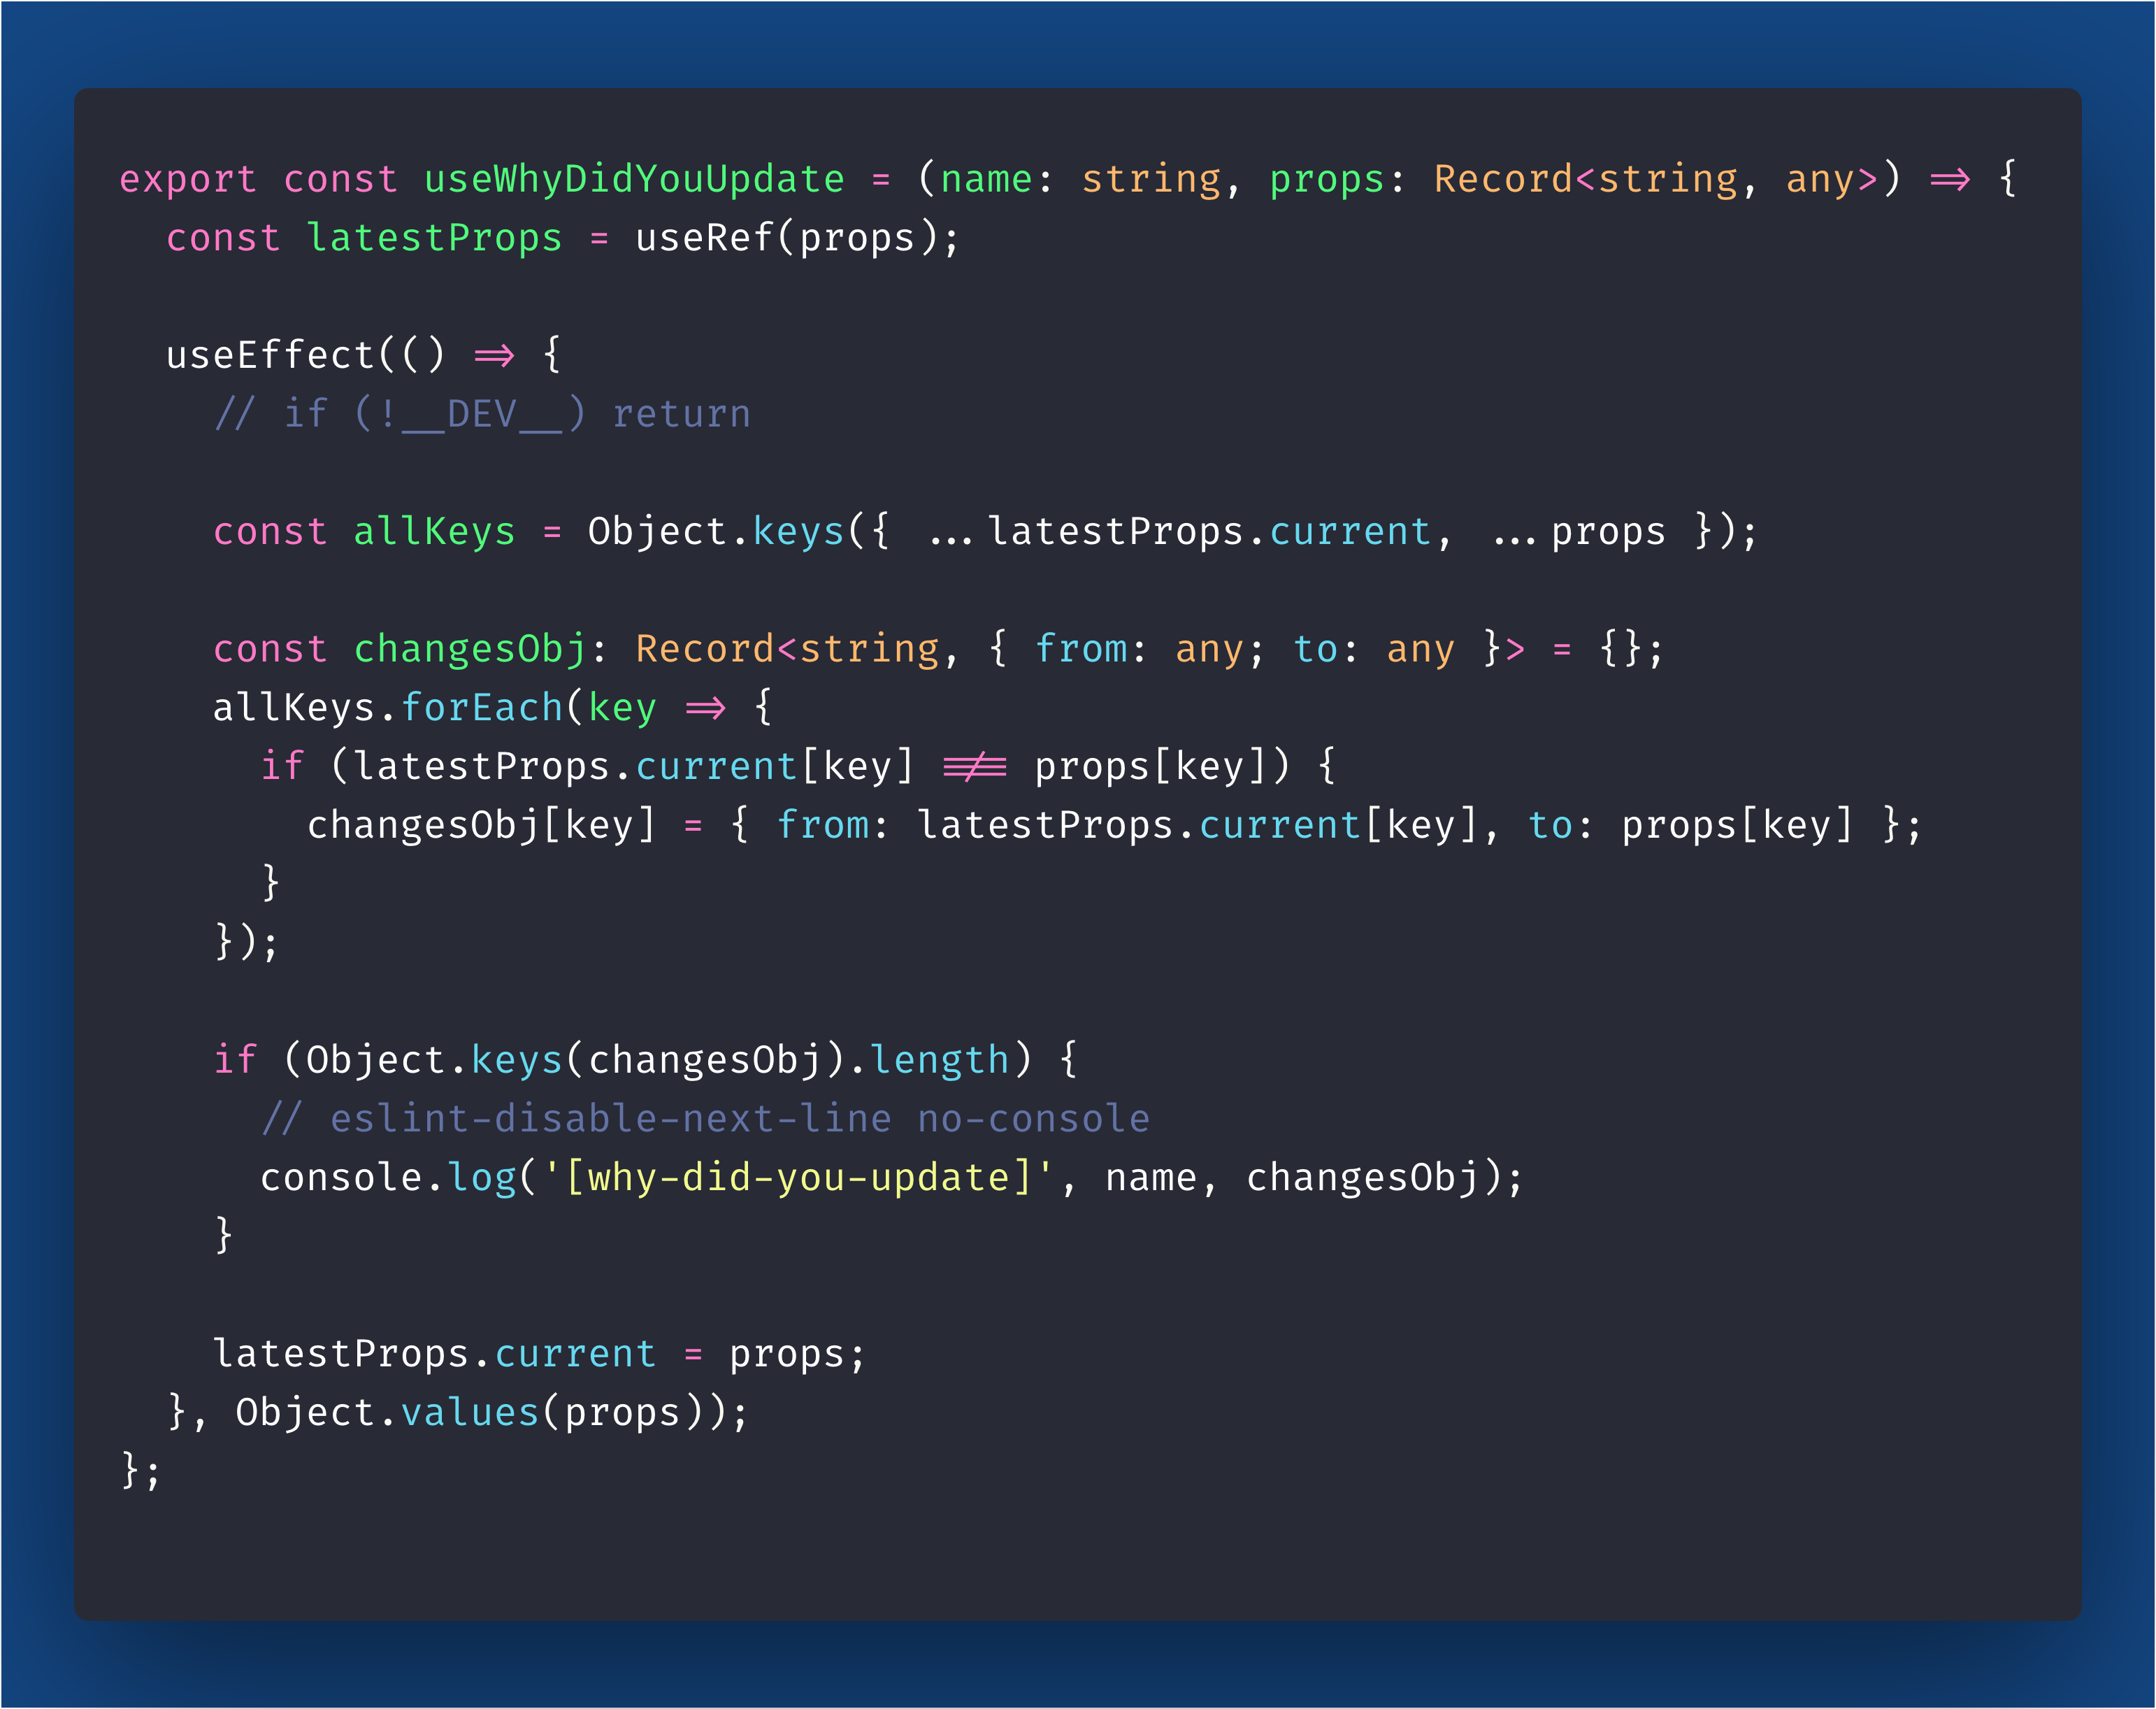 export const useWhyDidYouUpdate = (name: string, props: Record<string, any>) => {
  const latestProps = useRef(props);

  useEffect(() => {
    // if (!__DEV__) return

    const allKeys = Object.keys({ ...latestProps.current, ...props });

    const changesObj: Record<string, { from: any; to: any }> = {};
    allKeys.forEach(key => {
      if (latestProps.current[key] !== props[key]) {
        changesObj[key] = { from: latestProps.current[key], to: props[key] };
      }
    });

    if (Object.keys(changesObj).length) {
      // eslint-disable-next-line no-console
      console.log('[why-did-you-update]', name, changesObj);
    }

    latestProps.current = props;
  }, Object.values(props));
};